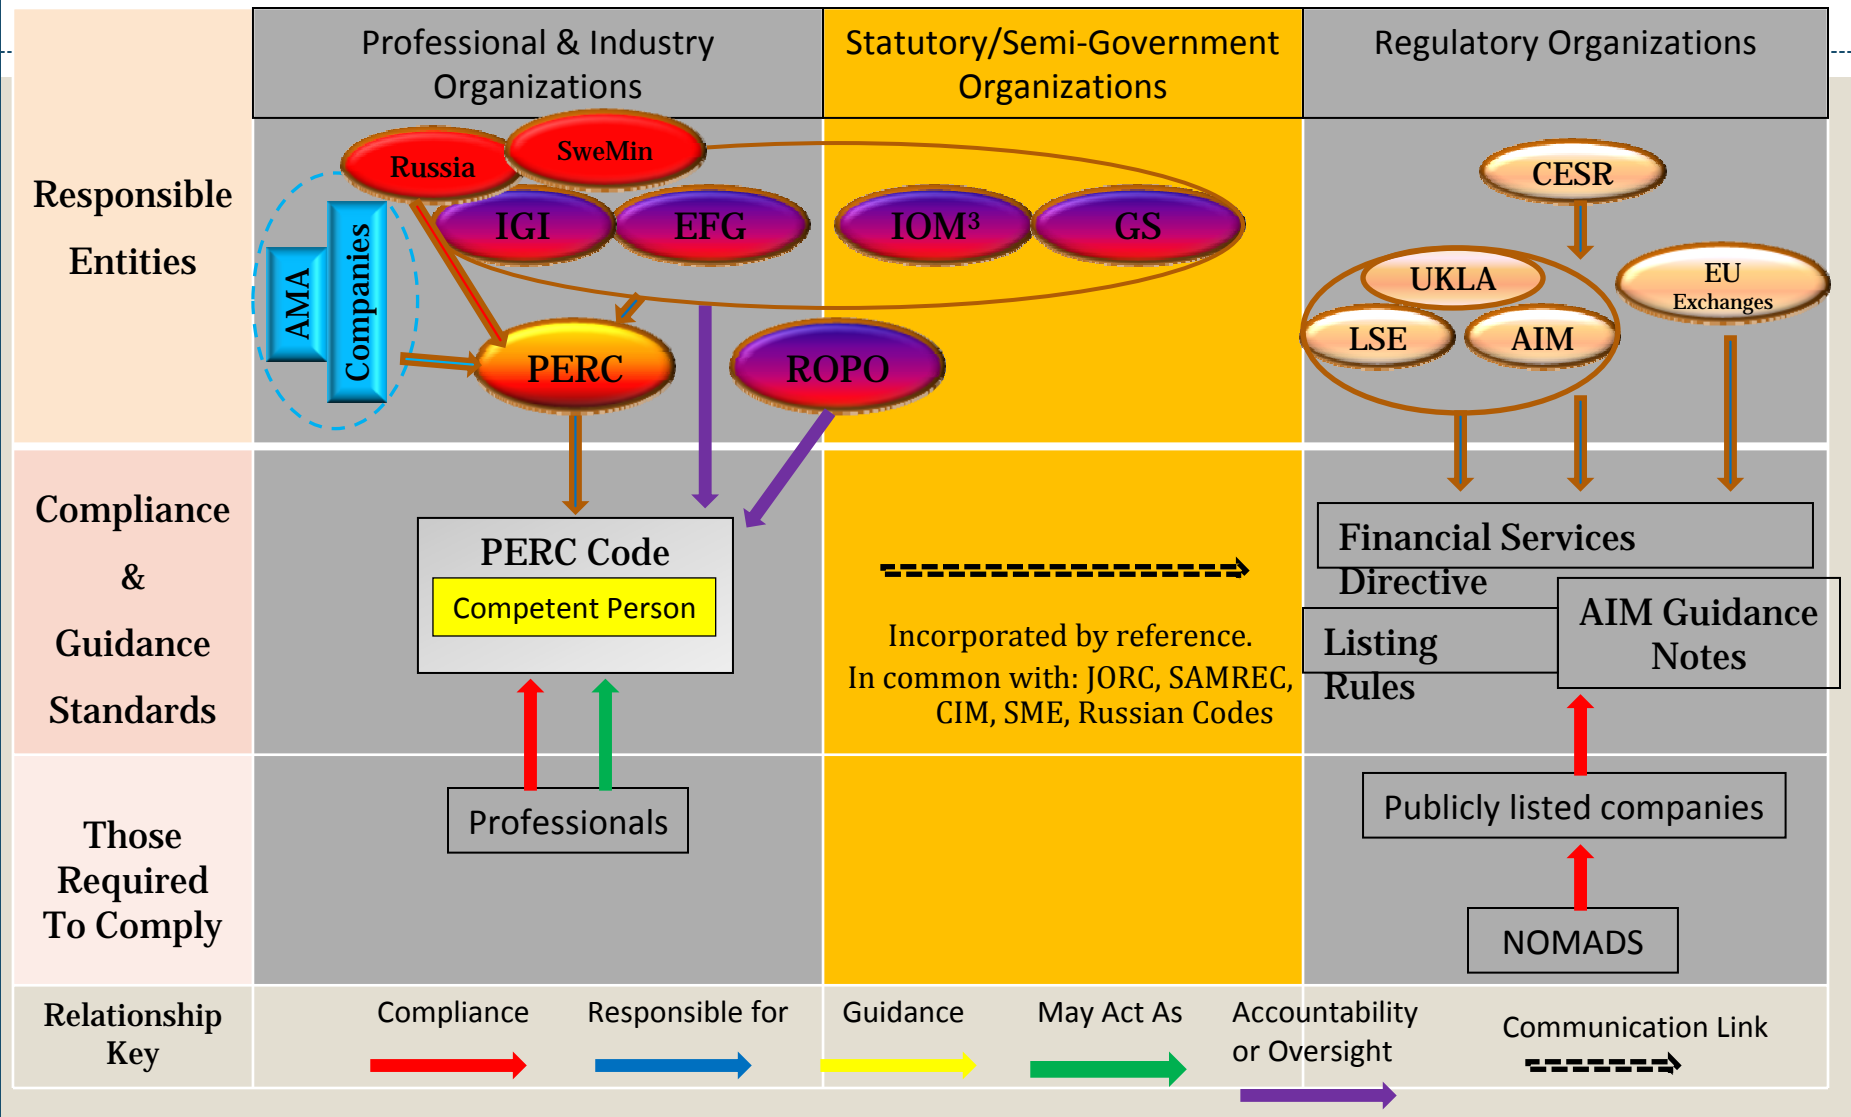 Professional & Industry
Organizations
Statutory/Semi-Government
Organizations
Regulatory Organizations
Responsible
Entities
Russia
SweMin
IGI
EFG
IOM³
GS
AMA
Companies
PERC
ROPO
CESR
UKLA
LSE
AIM
EU
Exchanges
Compliance
&
Guidance
Standards
PERC Code
Competent Person
Incorporated by reference.
In common with: JORC, SAMREC,
CIM, SME, Russian Codes
Financial Services
Directive
Listing
Rules
AIM Guidance
Notes
Those
Required
To Comply
Professionals
Publicly listed companies
NOMADS
Relationship
Key
Compliance
Responsible for
Guidance
May Act As
Accountability
or Oversight
Communication Link